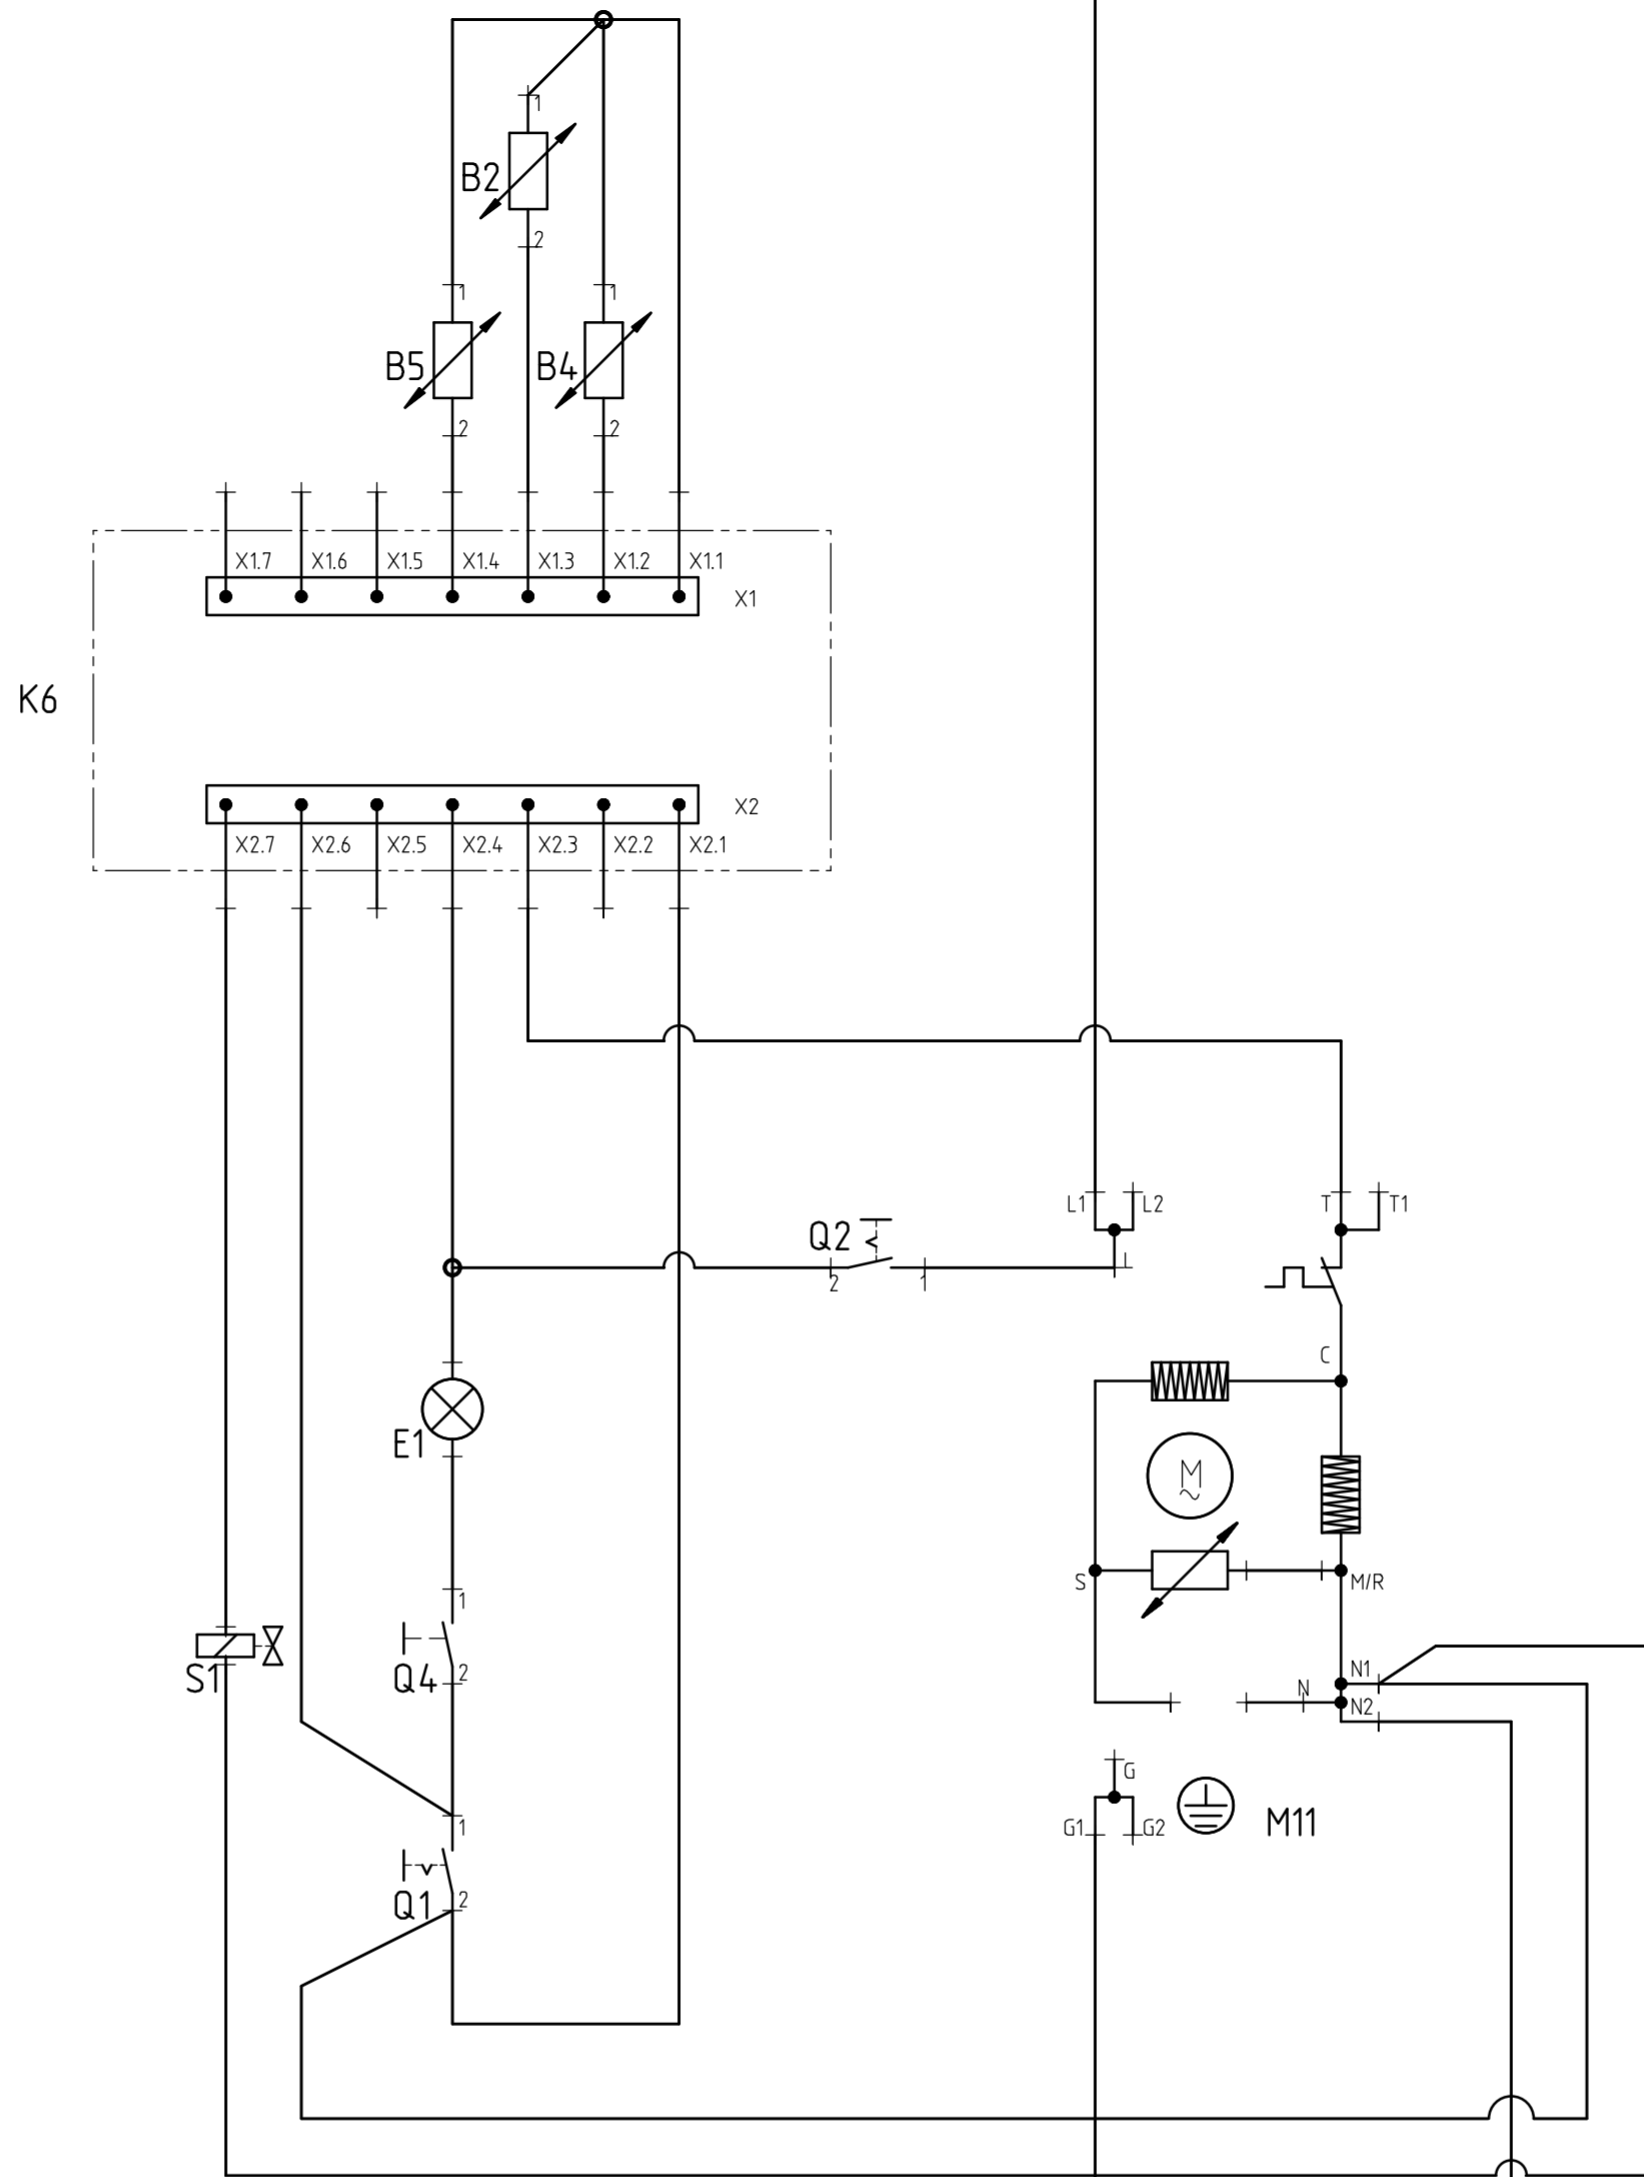 1
B2
2
1
1
B5
B4
2
2
X1.7 X1.6 X1.5 X1.4 X1.3 X1.2 X1.1
X1
K6
X2
X2.7 X2.6 X2.5 X2.4 X2.3 X2.2 X2.1
L1 L2 T T1
Q2
L
2 1
C
E1
M
~
S M/R
1
S1
Q4 2
N1
N
N2
G
G1 G2
M11
1
Q1 2